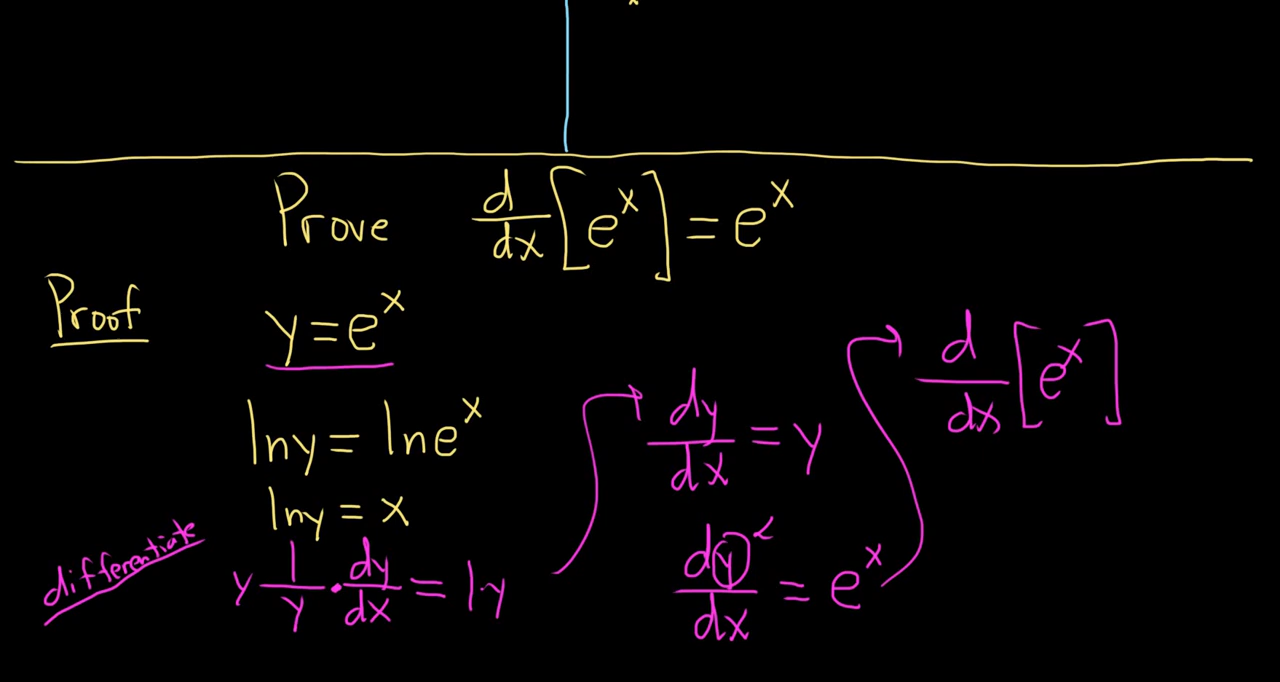 Prove d/dx [e^x] = e^x
Proof
y = e^x
ln y = ln e^x
ln y = x
differentiate
y 1/y · dy/dx = 1·y
dy/dx = y
dy/dx = e^x
d/dx [e^x]